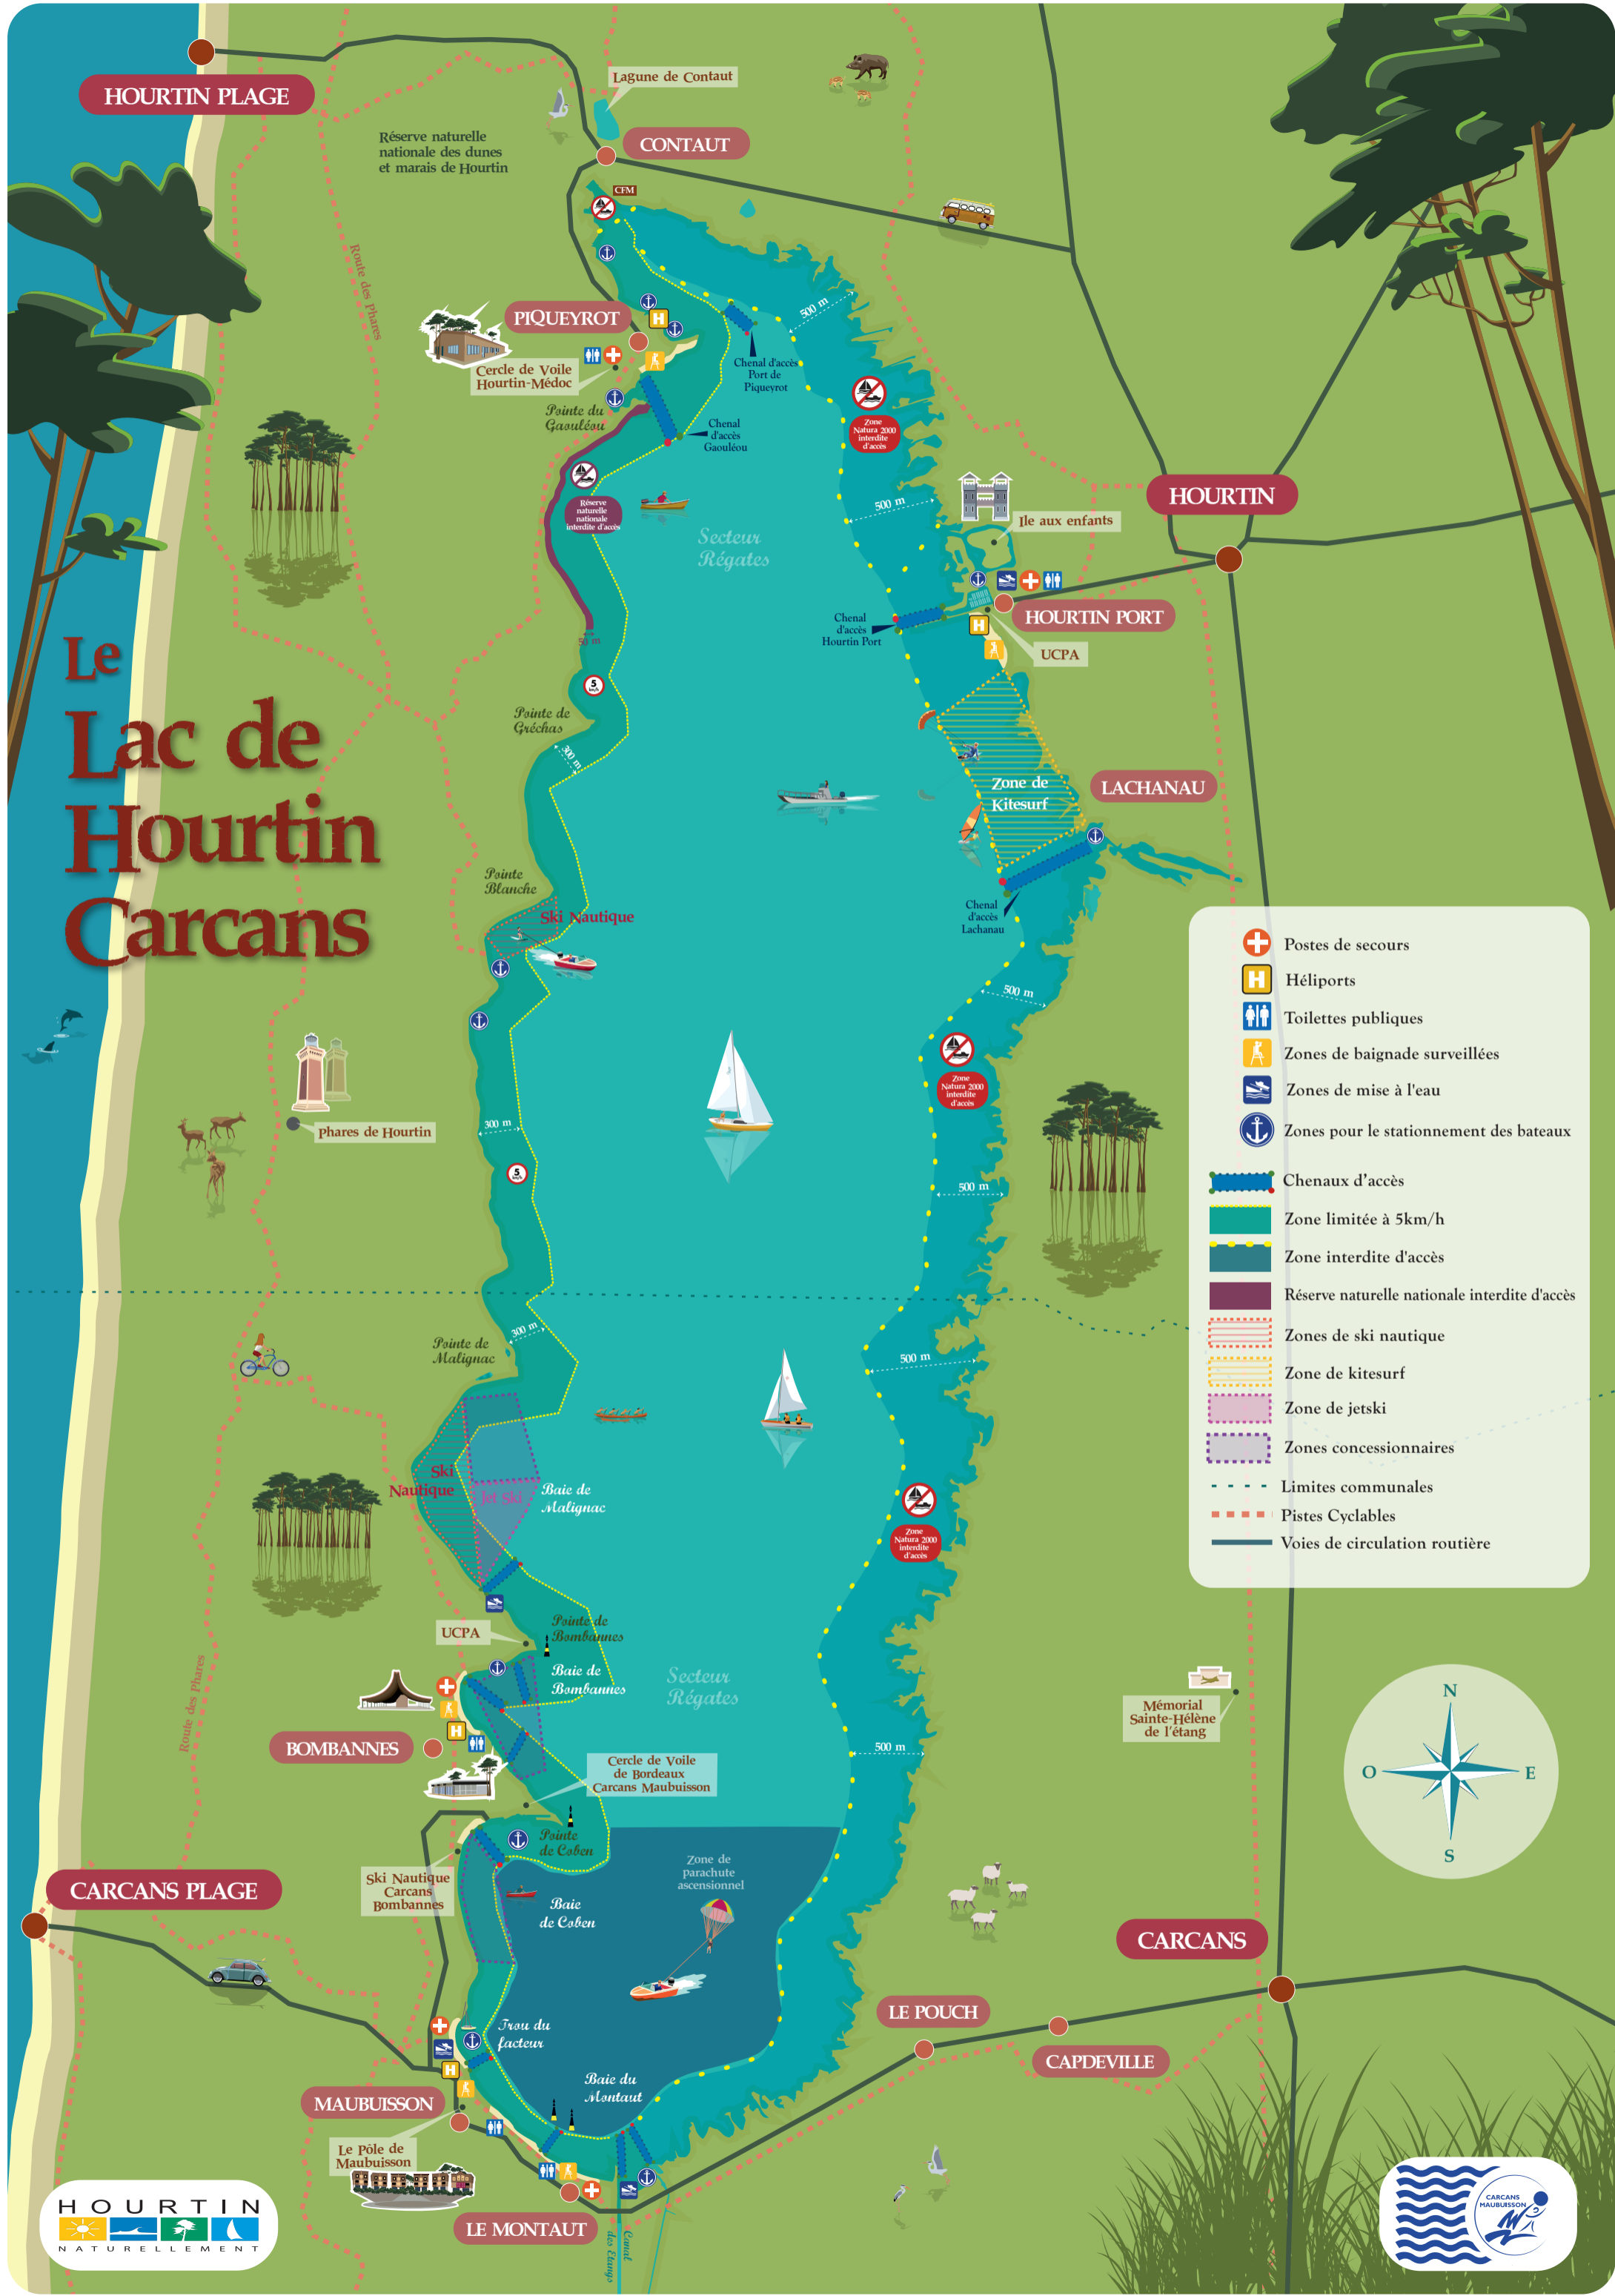 HOURTIN PLAGE
Lagune de Contaut
CONTAUT
Réserve naturelle
nationale des dunes
et marais de Hourtin
CFM
Route des Phares
PIQUEYROT
H
Cercle de Voile
Hourtin-Médoc
500 m
Chenal d'accès
Port de
Piqueyrot
Pointe du
Gaouléou
Chenal
d'accès
Gaouléou
Zone
Natura 2000
interdite
d'accès
Réserve
naturelle
nationale
interdite d'accès
Secteur
Régates
500 m
HOURTIN
Ile aux enfants
HOURTIN PORT
Chenal
d'accès
Hourtin Port
H
UCPA
50 m
5
km/h
Le
Lac de
Hourtin
Carcans
Pointe de
Gréchas
300 m
Zone de
Kitesurf
LACHANAU
Pointe
Blanche
Ski Nautique
Chenal
d'accès
Lachanau
500 m
Zone
Natura 2000
interdite
d'accès
Phares de Hourtin
300 m
5
km/h
500 m
Postes de secours
H
Héliports
Toilettes publiques
Zones de baignade surveillées
Zones de mise à l'eau
Zones pour le stationnement des bateaux
Chenaux d'accès
Zone limitée à 5km/h
Zone interdite d'accès
Réserve naturelle nationale interdite d'accès
Zones de ski nautique
Zone de kitesurf
Zone de jetski
Zones concessionnaires
Limites communales
Pistes Cyclables
Voies de circulation routière
300 m
Pointe de
Malignac
500 m
Ski
Nautique
Jet Ski
Baie de
Malignac
Zone
Natura 2000
interdite
d'accès
UCPA
Pointe de
Bombannes
Baie de
Bombannes
Secteur
Régates
Route des Phares
H
BOMBANNES
500 m
Mémorial
Sainte-Hélène
de l'étang
N
O
E
S
Cercle de Voile
de Bordeaux
Carcans Maubuisson
Pointe
de Coben
Zone de
parachute
ascensionnel
CARCANS PLAGE
Ski Nautique
Carcans
Bombannes
Baie
de Coben
CARCANS
LE POUCH
CAPDEVILLE
Trou du
facteur
H
Baie du
Montaut
MAUBUISSON
Le Pôle de
Maubuisson
LE MONTAUT
Canal
des Etangs
HOURTIN
NATURELLEMENT
CARCANS
MAUBUISSON